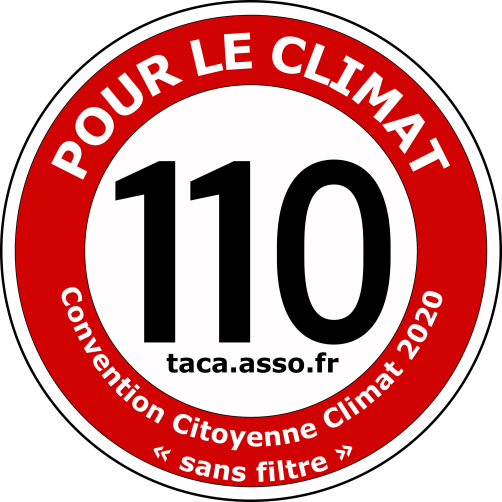 POUR LE CLIMAT
110
taca.asso.fr
Convention Citoyenne Climat 2020
« sans filtre »